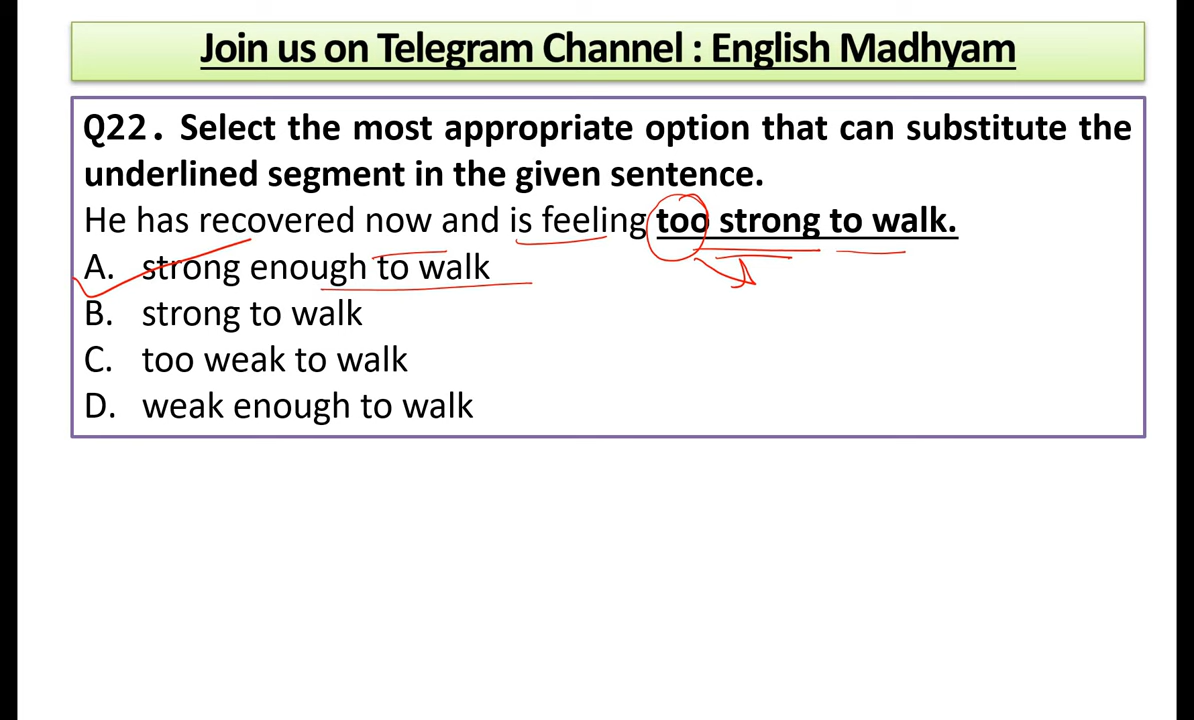 Join us on Telegram Channel : English Madhyam
Q22. Select the most appropriate option that can substitute the
underlined segment in the given sentence.
He has recovered now and is feeling too strong to walk.
A. strong enough to walk
B. strong to walk
C. too weak to walk
D. weak enough to walk